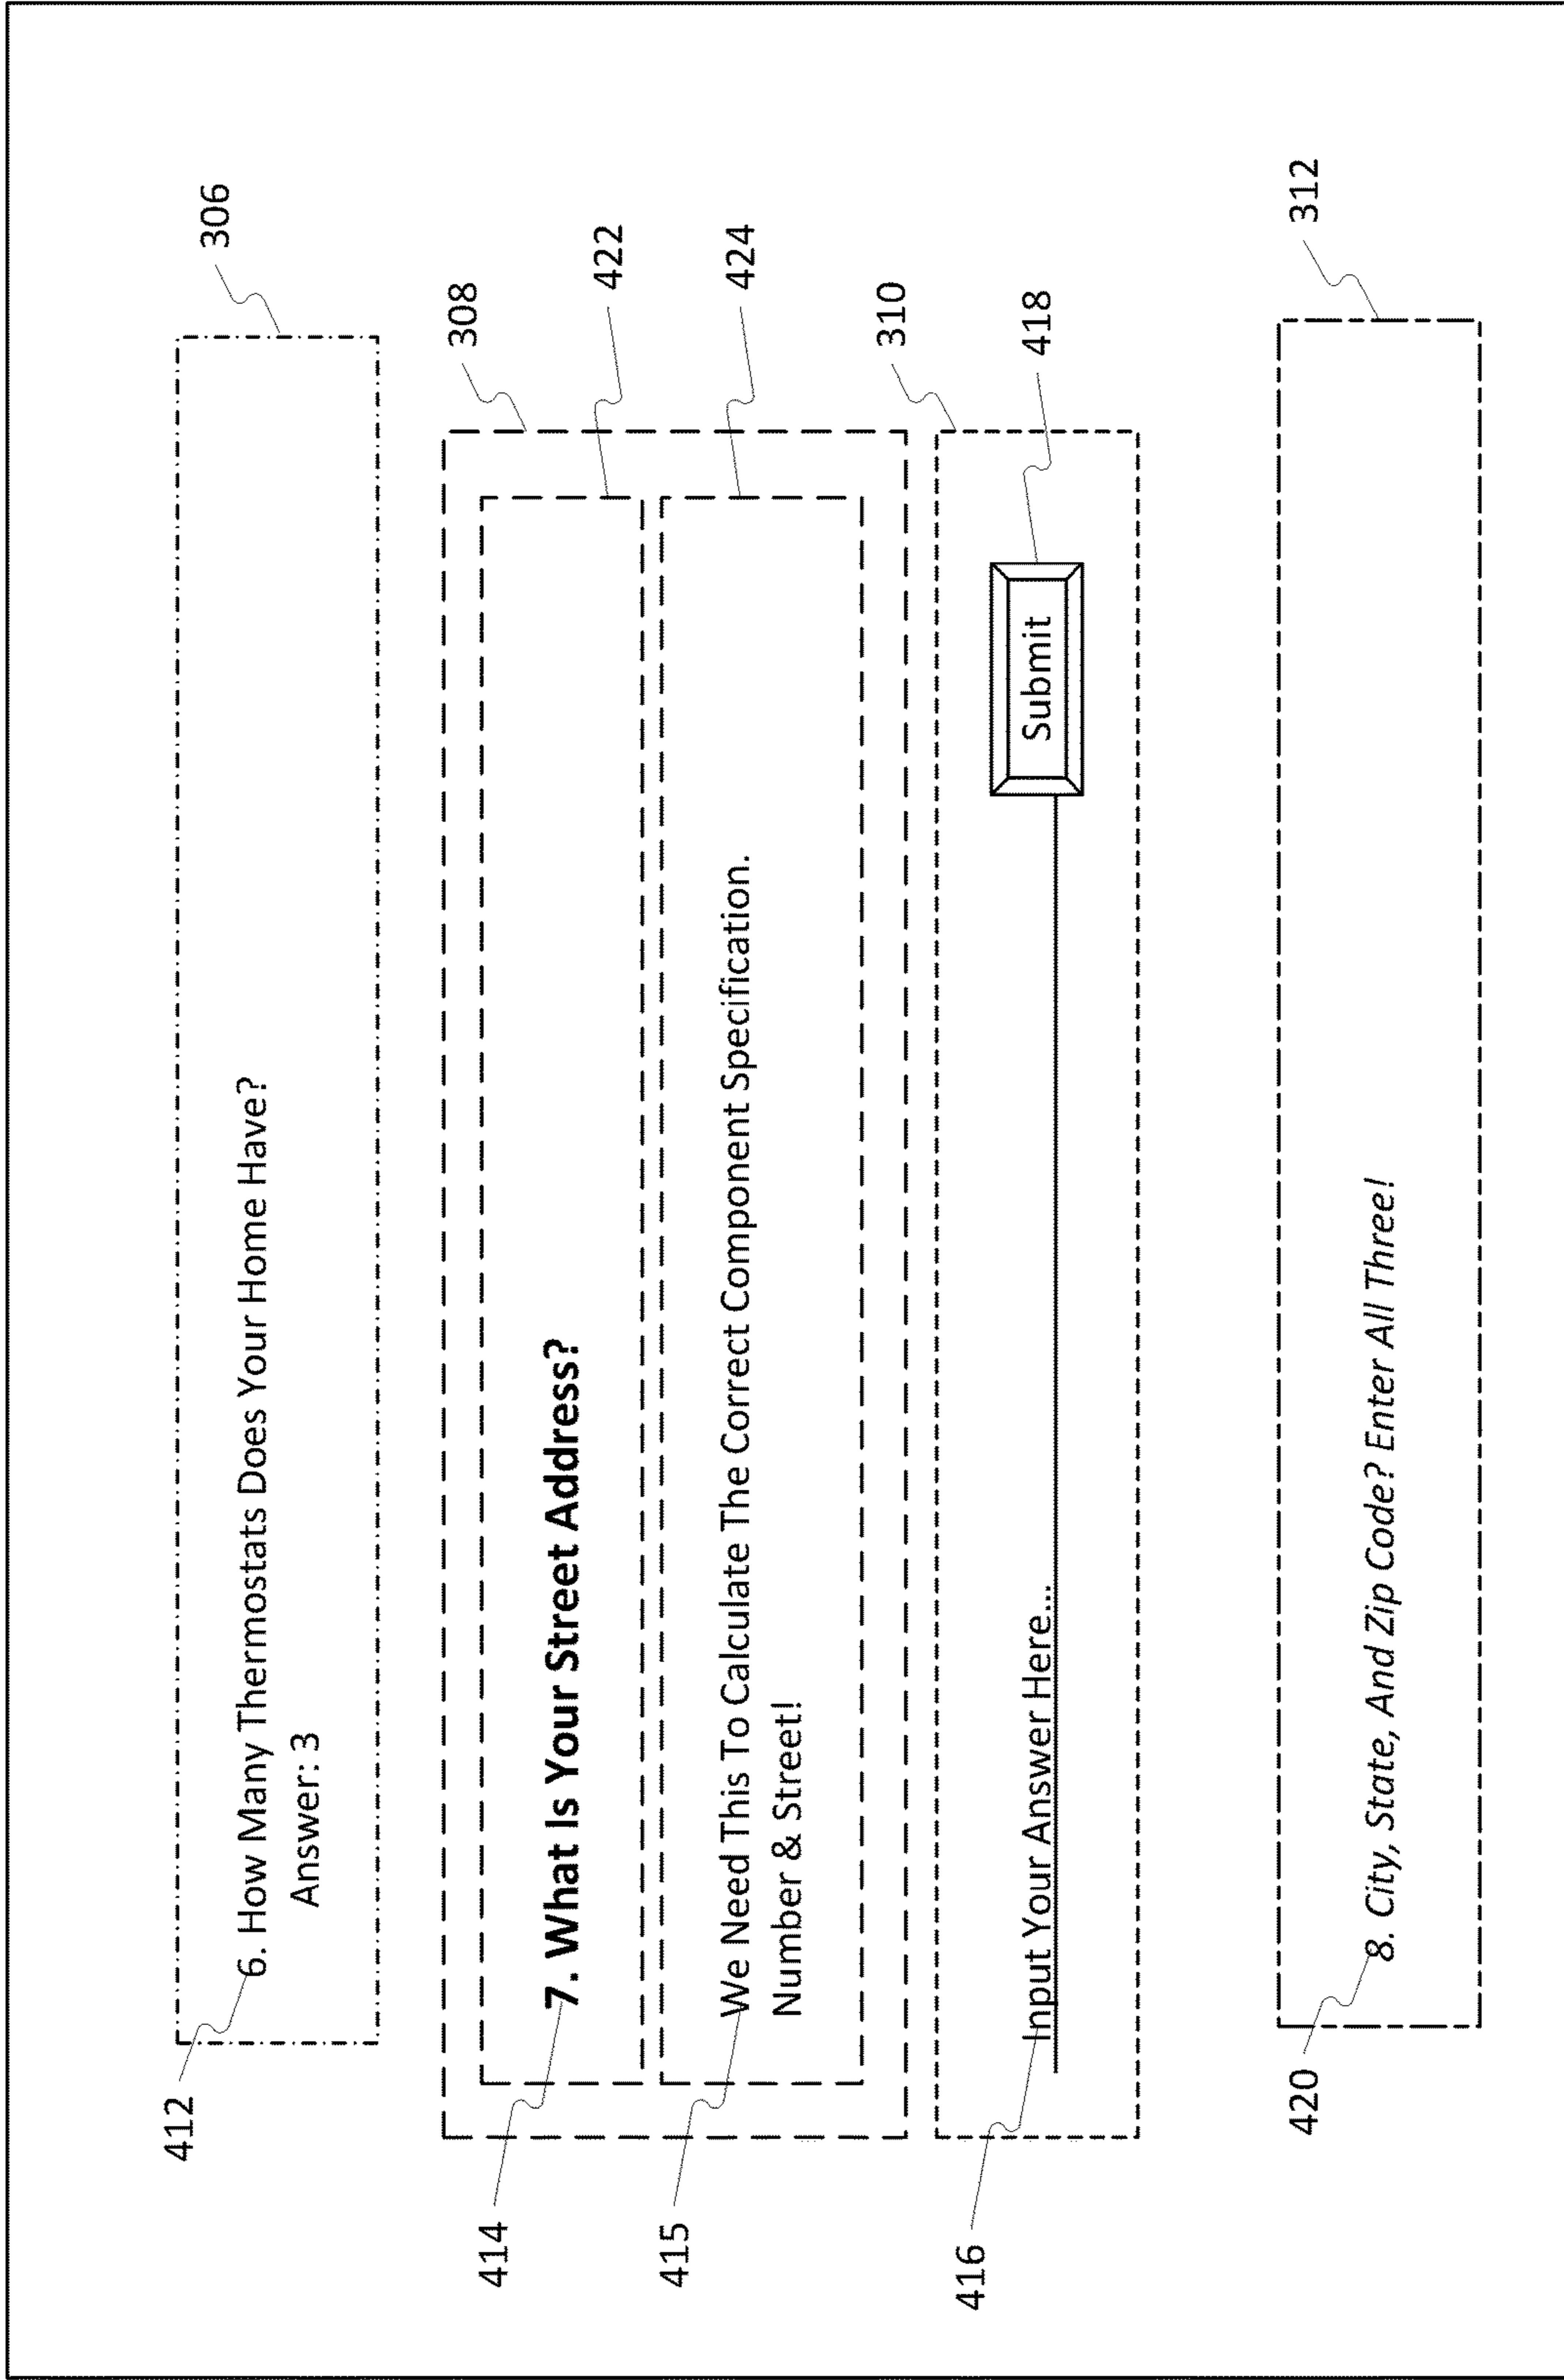 306
412
6. How Many Thermostats Does Your Home Have?
Answer: 3
308
422
414
7. What Is Your Street Address?
424
415
We Need This To Calculate The Correct Component Specification.
Number & Street!
310
418
416
Input Your Answer Here...
Submit
312
420
8. City, State, And Zip Code? Enter All Three!